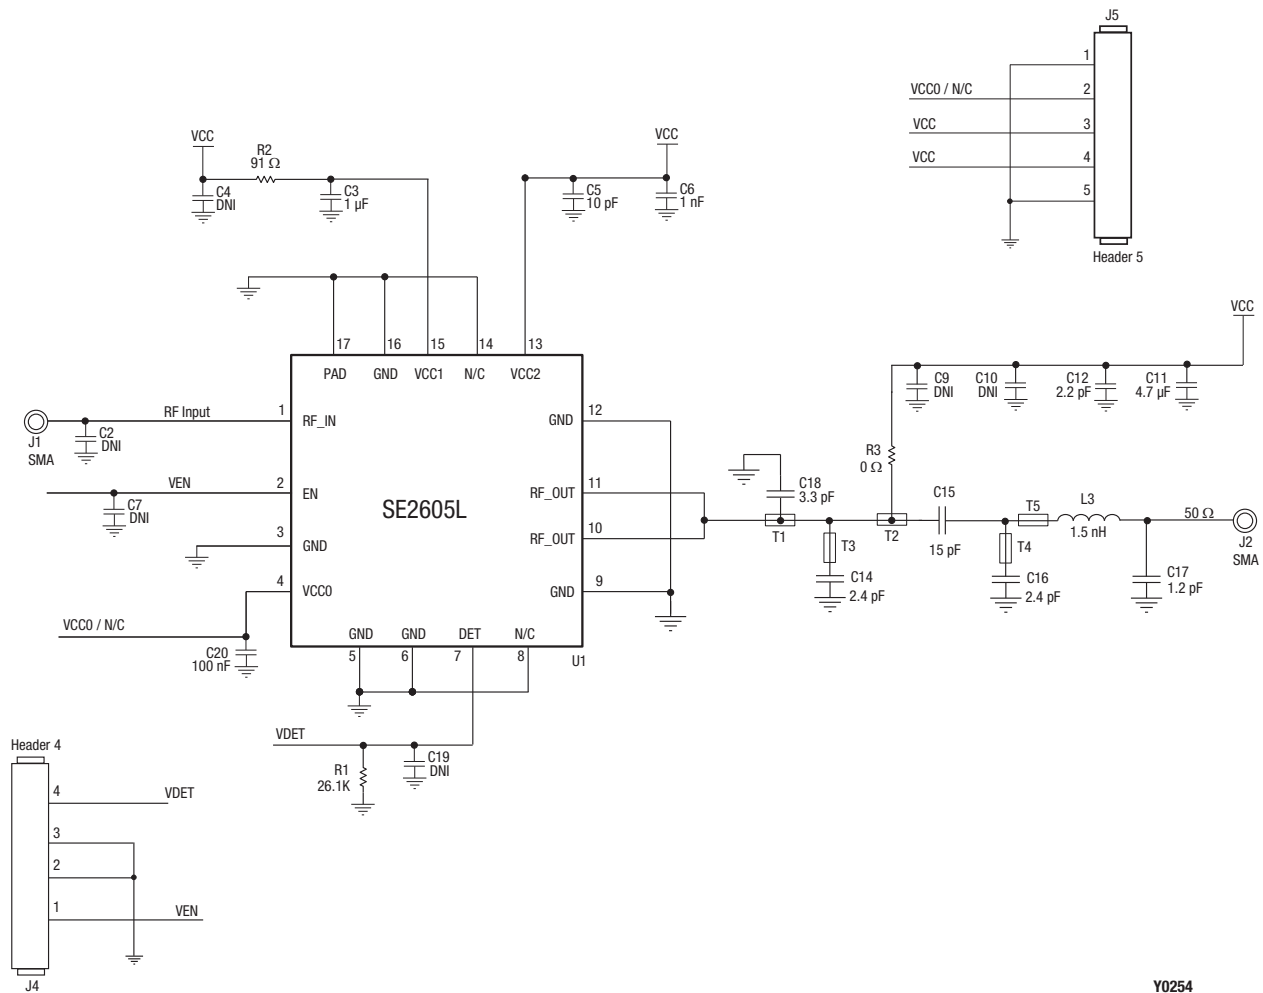 J5
1
VCC0 / N/C
2
VCC
3
VCC
4
5
Header 5
VCC
R2
91 Ω
C4
DNI
C3
1 µF
VCC
C5
10 pF
C6
1 nF
17
16
15
14
13
PAD
GND
VCC1
N/C
VCC2
VCC
C9
DNI
C10
DNI
C12
2.2 pF
C11
4.7 µF
J1
SMA
RF Input
C2
DNI
1
RF_IN
VEN
2
EN
C7
DNI
3
GND
4
VCC0
VCC0 / N/C
C20
100 nF
SE2605L
GND
12
RF_OUT
11
RF_OUT
10
GND
9
GND
GND
DET
N/C
5
6
7
8
U1
R3
0 Ω
C18
3.3 pF
T1
T2
T3
C14
2.4 pF
C15
15 pF
T5
L3
1.5 nH
T4
C16
2.4 pF
50 Ω
J2
SMA
C17
1.2 pF
VDET
R1
26.1K
C19
DNI
Header 4
4
VDET
3
2
1
VEN
J4
Y0254